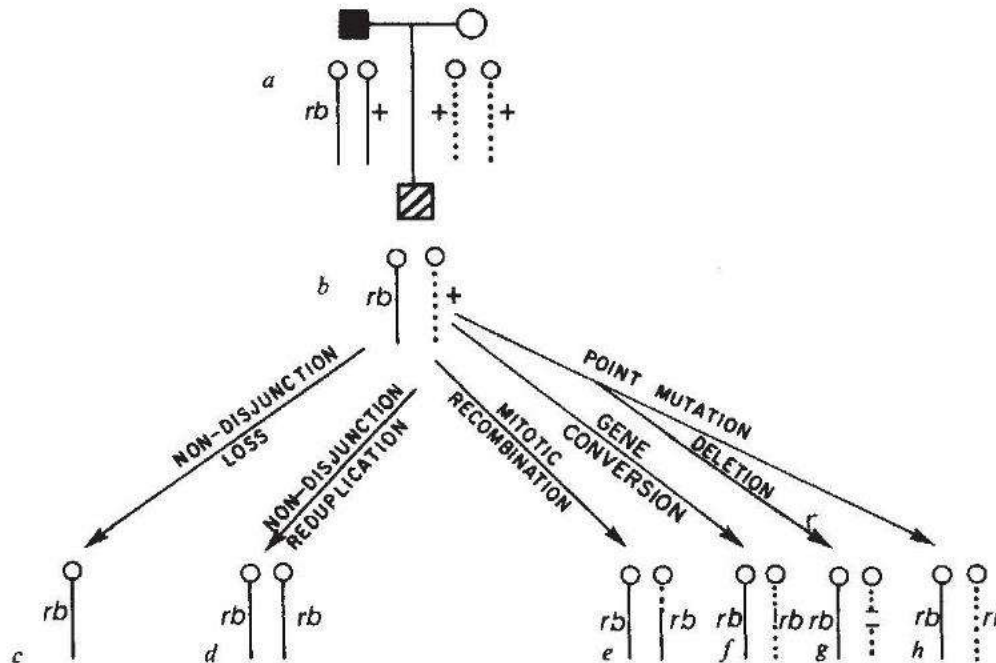 a rb + + +
b rb +
NON-DISJUNCTION
LOSS
NON-DISJUNCTION
REDUPLICATION
MITOTIC
RECOMBINATION
GENE
CONVERSION
POINT MUTATION
DELETION
rb rb rb rb rb rb rb rb rb
c d e f g h